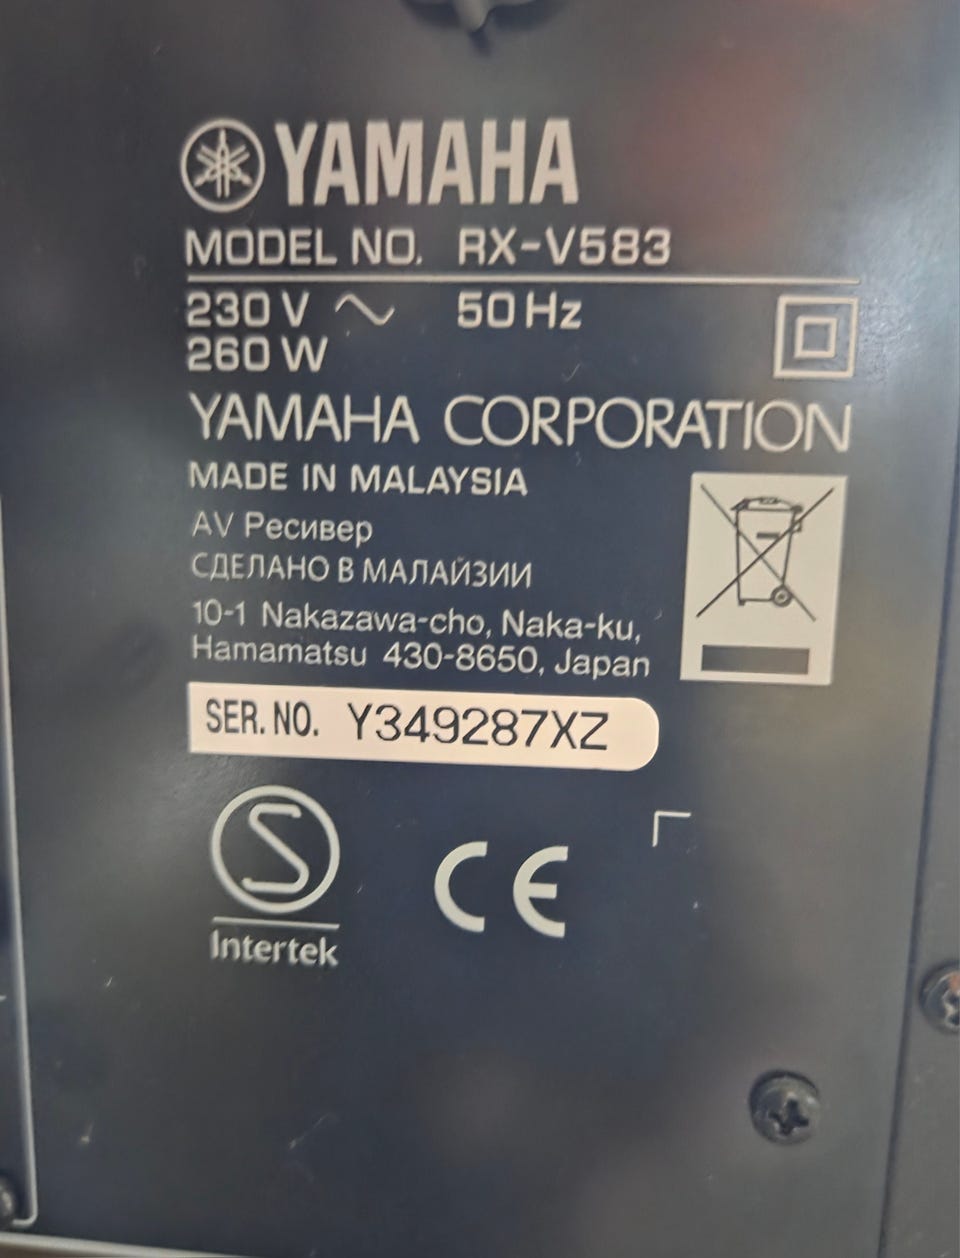 YAMAHA
MODEL NO. RX-V583
230 V ~ 50 Hz
260 W
YAMAHA CORPORATION
MADE IN MALAYSIA
AV Ресивер
СДЕЛАНО В МАЛАЙЗИИ
10-1 Nakazawa-cho, Naka-ku,
Hamamatsu 430-8650, Japan
SER. NO. Y349287XZ
S
Intertek
CE